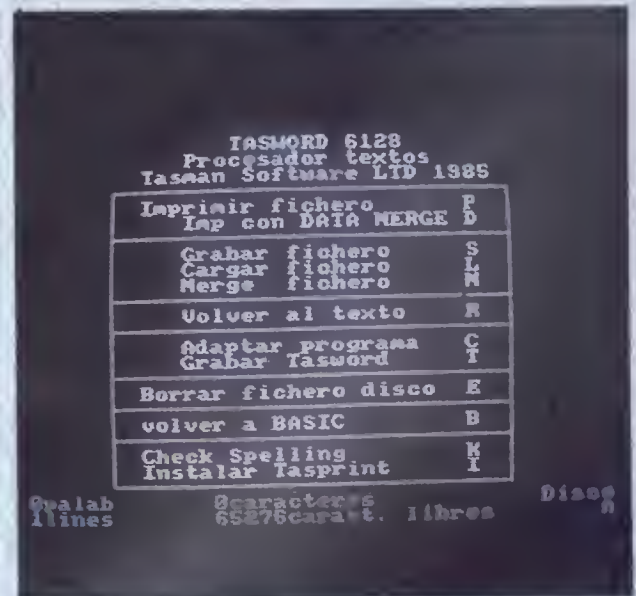 TASWORD 6128
Procesador textos
Tasman Software LTD 1985
Imprimir fichero P
Imp con DATA MERGE D
Grabar fichero S
Cargar fichero L
Merge fichero M
Volver al texto R
Adaptar programa C
Grabar Tasword T
Borrar fichero disco E
volver a BASIC B
Check Spelling K
Instalar Tasprint I
0palab 0caracteres Disco
1lines 65276caract. libres A